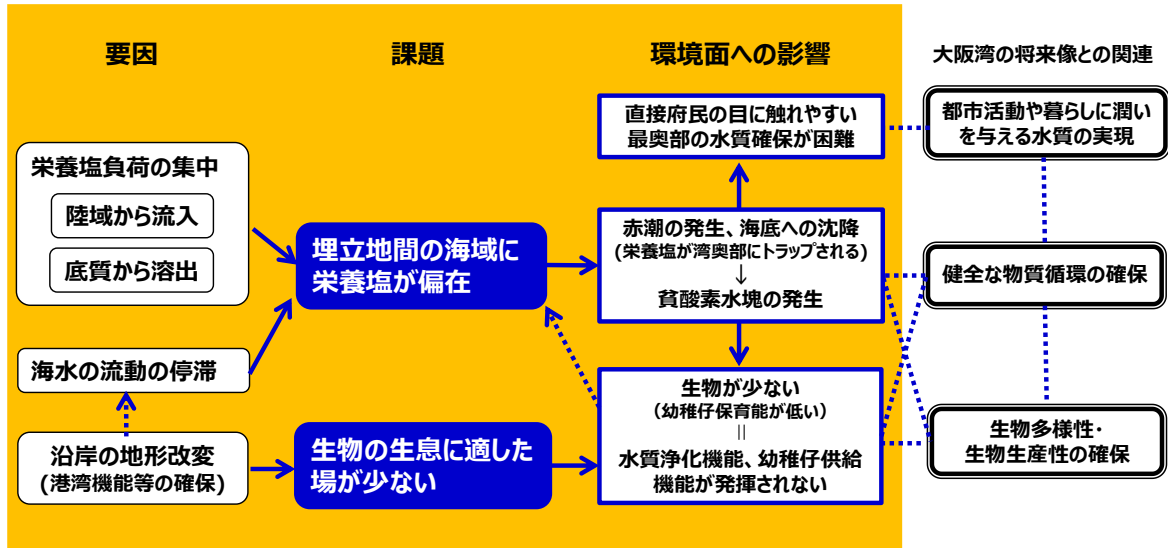 要因
課題
環境面への影響
大阪湾の将来像との関連
栄養塩負荷の集中
陸域から流入
底質から溶出
海水の流動の停滞
沿岸の地形改変
(港湾機能等の確保)
埋立地間の海域に
栄養塩が偏在
生物の生息に適した
場が少ない
直接府民の目に触れやすい
最奥部の水質確保が困難
赤潮の発生、海底への沈降
(栄養塩が湾奥部にトラップされる)
↓
貧酸素水塊の発生
生物が少ない
（幼稚仔保育能が低い）
||
水質浄化機能、幼稚仔供給
機能が発揮されない
都市活動や暮らしに潤い
を与える水質の実現
健全な物質循環の確保
生物多様性・
生物生産性の確保